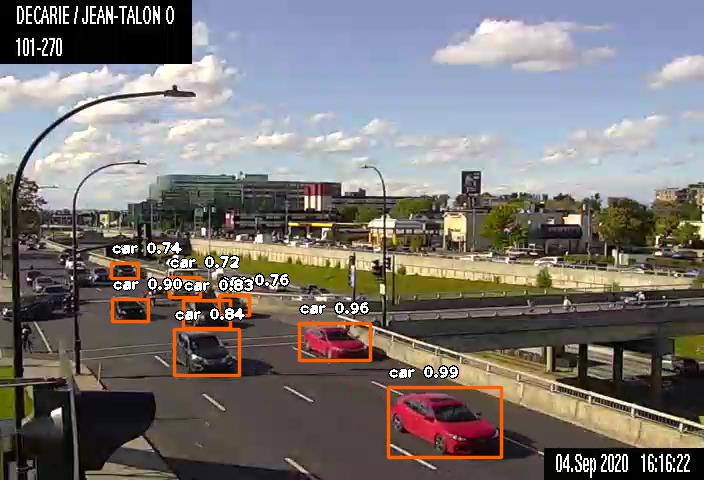 DECARIE / JEAN-TALON O
101-270
car 0.74
car 0.72
car 0.90
car 0.83
0.76
car 0.84
car 0.96
car 0.99
04.Sep 2020 16:16:22